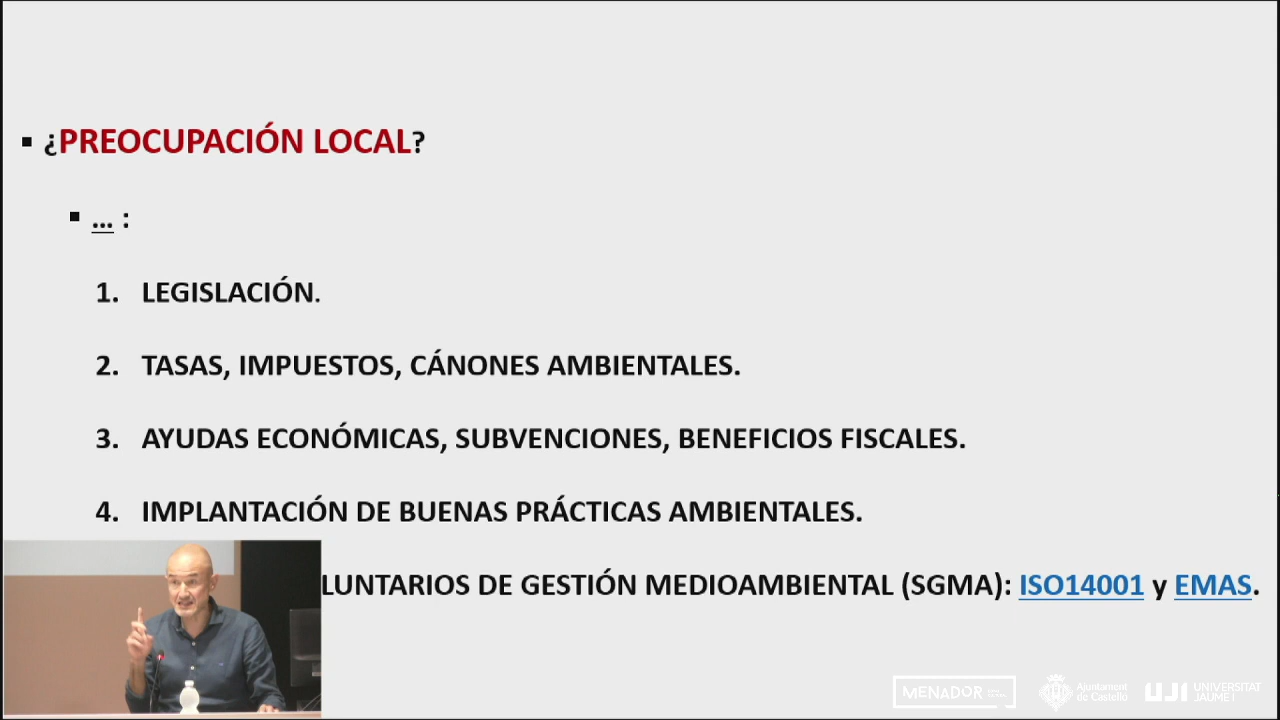 ▪ ¿PREOCUPACIÓN LOCAL?
▪ ... :
1. LEGISLACIÓN.
2. TASAS, IMPUESTOS, CÁNONES AMBIENTALES.
3. AYUDAS ECONÓMICAS, SUBVENCIONES, BENEFICIOS FISCALES.
4. IMPLANTACIÓN DE BUENAS PRÁCTICAS AMBIENTALES.
LUNTARIOS DE GESTIÓN MEDIOAMBIENTAL (SGMA): ISO14001 y EMAS.
MENADOR
Ajuntament
de Castelló
UJI
UNIVERSITAT
JAUME I